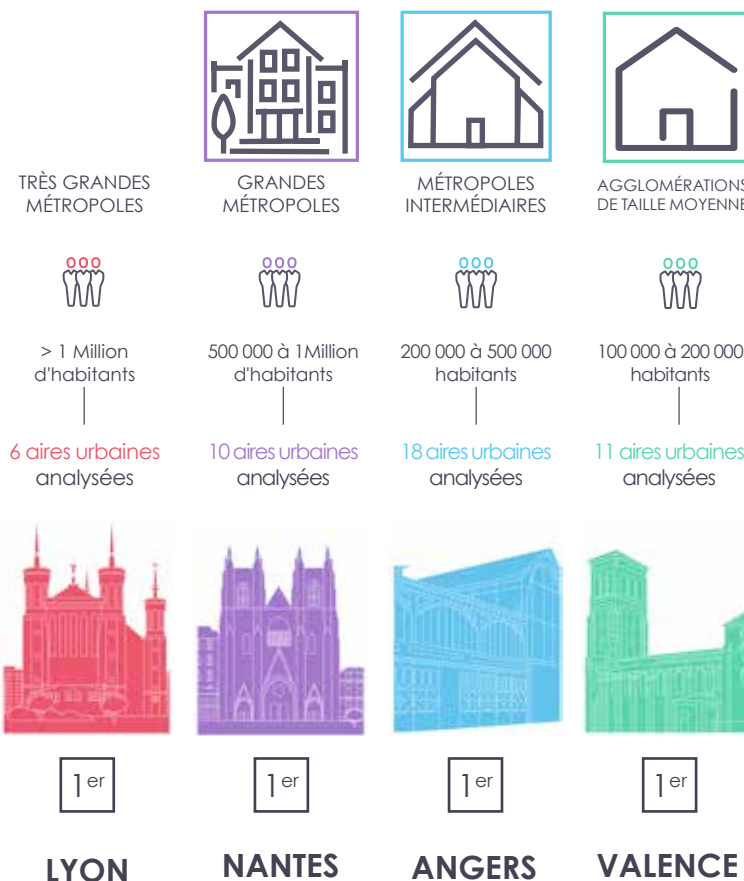 TRÈS GRANDES
MÉTROPOLES
> 1 Million
d'habitants
6 aires urbaines
analysées
1er
LYON
GRANDES
MÉTROPOLES
500 000 à 1Million
d'habitants
10 aires urbaines
analysées
1er
NANTES
MÉTROPOLES
INTERMÉDIAIRES
200 000 à 500 000
habitants
18 aires urbaines
analysées
1er
ANGERS
AGGLOMÉRATIONS
DE TAILLE MOYENNE
100 000 à 200 000
habitants
11 aires urbaines
analysées
1er
VALENCE